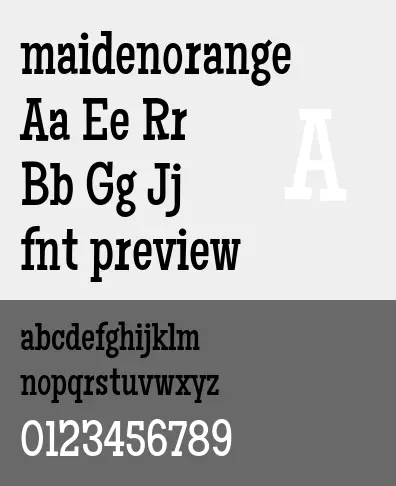 maidenorange
Aa Ee Rr
A
Bb Gg Jj
fnt preview
abcdefghijklm
nopqrstuvwxyz
0123456789